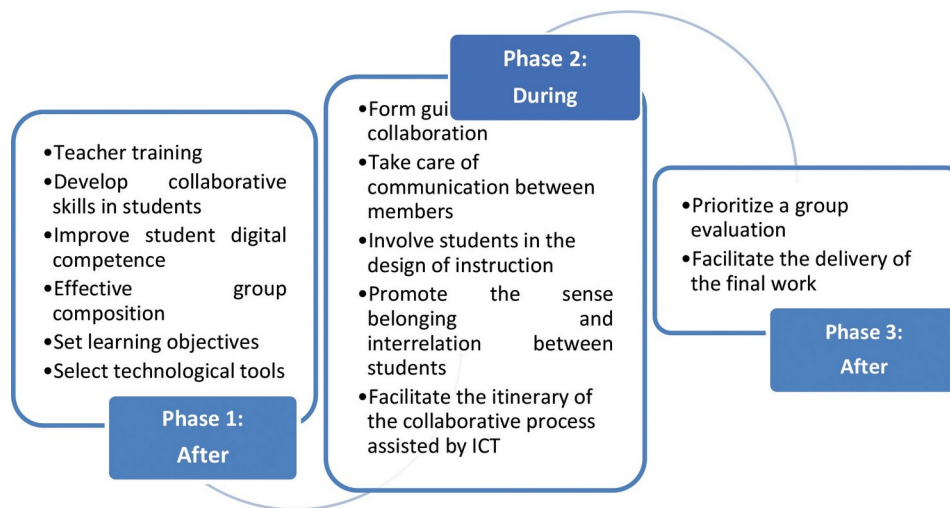 •Teacher training
•Develop collaborative
skills in students
•Improve student digital
competence
•Effective group
composition
•Set learning objectives
•Select technological tools
Phase 1:
After
Phase 2:
During
•Form
collaboration
•Take care of
communication between
members
•Involve students in the
design of instruction
•Promote the sense
belonging and
interrelation between
students
•Facilitate the itinerary of
the collaborative process
assisted by ICT
•Prioritize a group
evaluation
•Facilitate the delivery of
the final work
Phase 3:
After